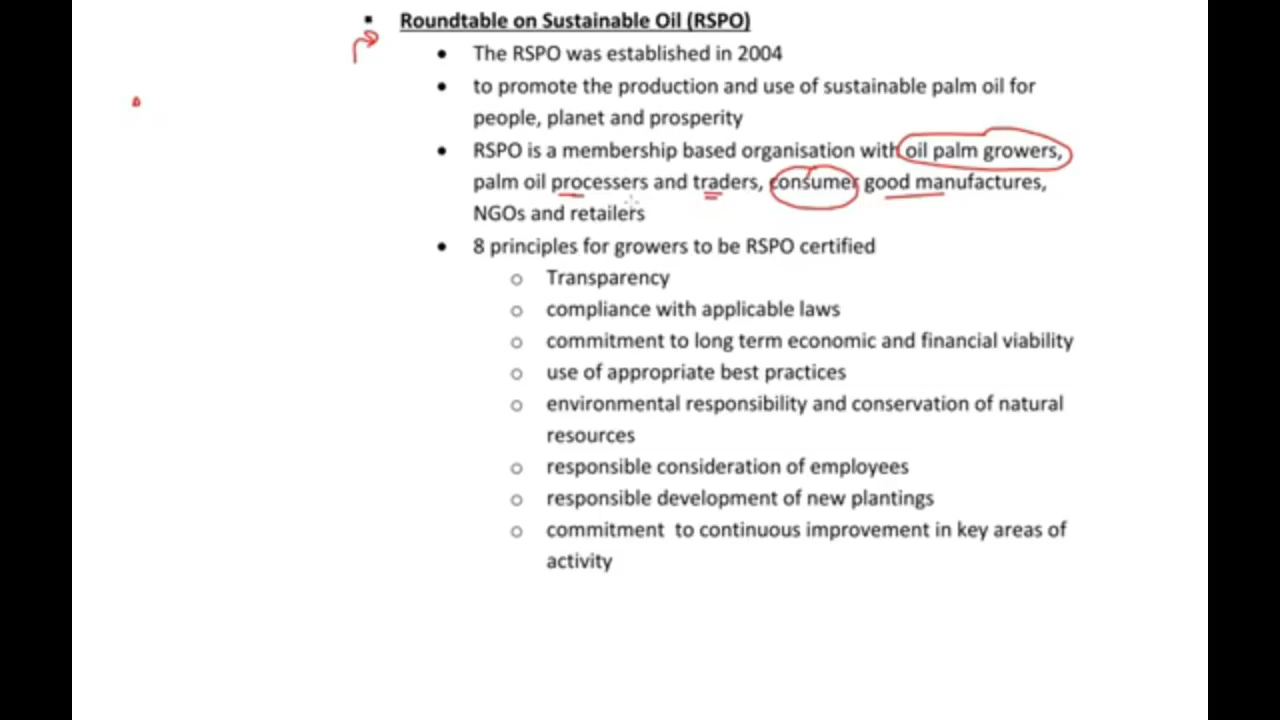 ▪ Roundtable on Sustainable Oil (RSPO)
• The RSPO was established in 2004
• to promote the production and use of sustainable palm oil for
people, planet and prosperity
• RSPO is a membership based organisation with oil palm growers,
palm oil processers and traders, consumer good manufactures,
NGOs and retailers
• 8 principles for growers to be RSPO certified
o Transparency
o compliance with applicable laws
o commitment to long term economic and financial viability
o use of appropriate best practices
o environmental responsibility and conservation of natural
resources
o responsible consideration of employees
o responsible development of new plantings
o commitment to continuous improvement in key areas of
activity